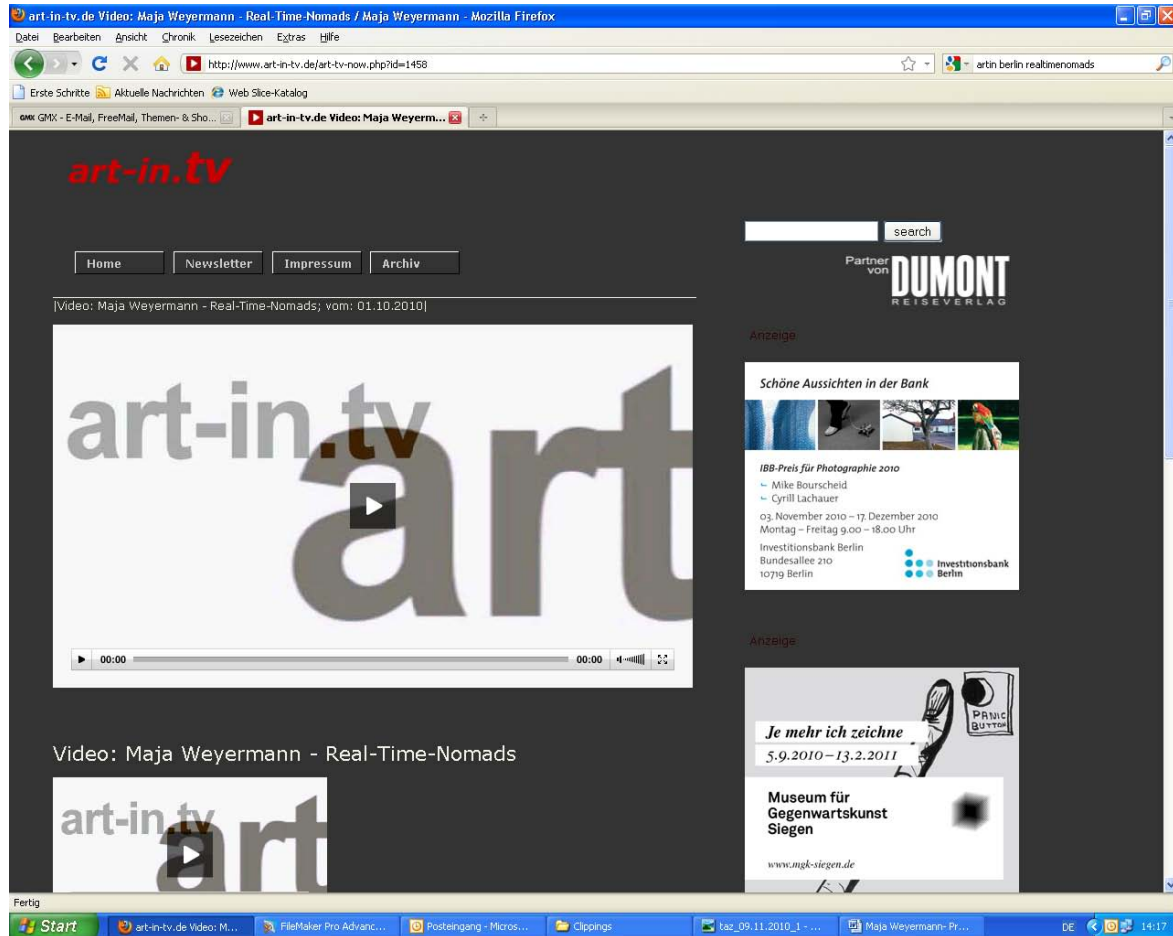 art-in-tv.de Video: Maja Weyermann - Real-Time-Nomads / Maja Weyermann - Mozilla Firefox
Datei Bearbeiten Ansicht Chronik Lesezeichen Extras Hilfe
http://www.art-in-tv.de/art-tv-now.php?id=1458
artin berlin realtimenomads
Erste Schritte Aktuelle Nachrichten Web Slice-Katalog
GMX GMX - E-Mail, FreeMail, Themen- & Sho...
art-in-tv.de Video: Maja Weyerm...
art-in.tv
search
Home Newsletter Impressum Archiv
Partner von DUMONT
REISEVERLAG
|Video: Maja Weyermann - Real-Time-Nomads; vom: 01.10.2010|
art-in.tv
art
00:00 00:00
Video: Maja Weyermann - Real-Time-Nomads
art-in.tv
art
Anzeige
Schöne Aussichten in der Bank
IBB-Preis für Photographie 2010
Mike Bourscheid
Cyrill Lachauer
03. November 2010 – 17. Dezember 2010
Montag – Freitag 9.00 – 18.00 Uhr
Investitionsbank Berlin
Bundesallee 210
10719 Berlin
Investitionsbank
Berlin
Anzeige
PANIC
BUTTON
Je mehr ich zeichne
5.9.2010–13.2.2011
Museum für
Gegenwartskunst
Siegen
www.mgk-siegen.de
Fertig
Start art-in-tv.de Video: M... FileMaker Pro Advanc... Posteingang - Micros... Clippings taz_09.11.2010_1 - ... Maja Weyermann- Pr... DE 14:17